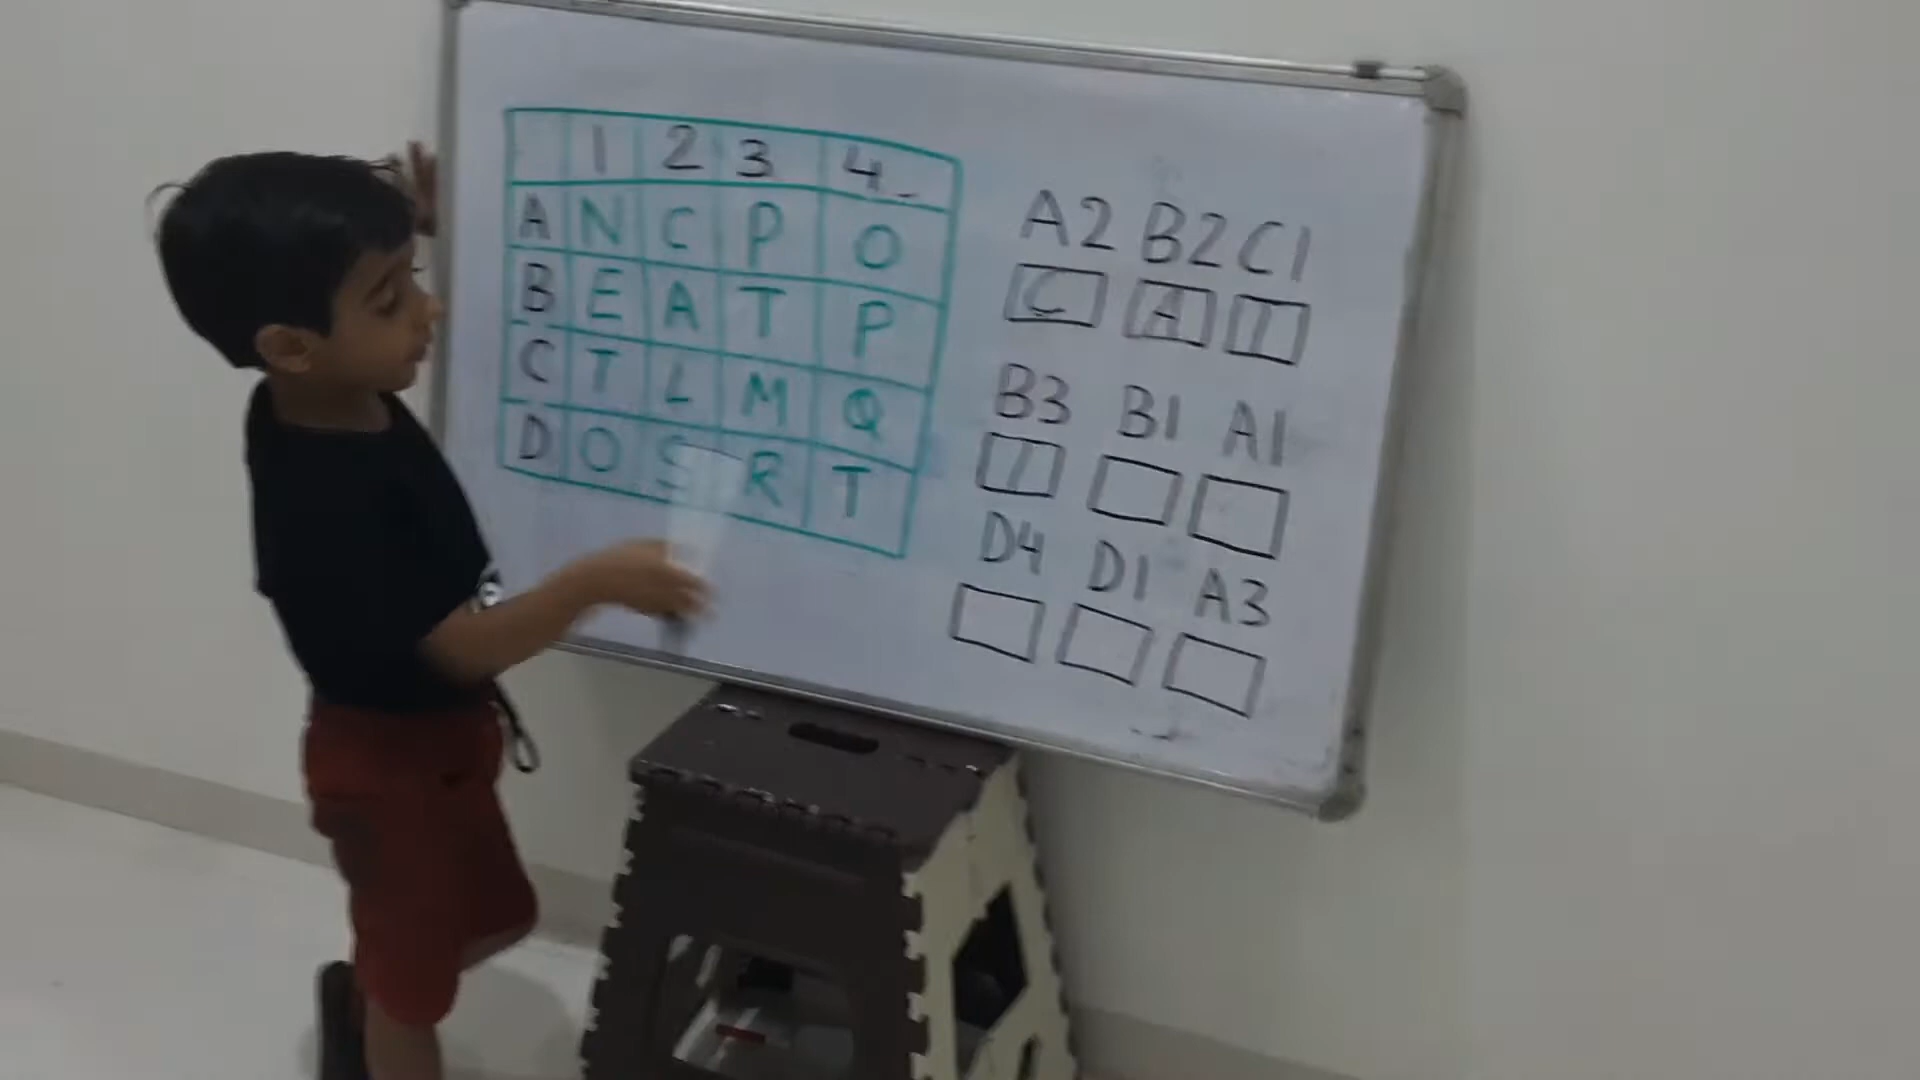 1 2 3 4
A N C P O
B E A T P
C T L M Q
D O S R T
A2 B2 C1
C A T
B3 B1 A1
T
D4 D1 A3